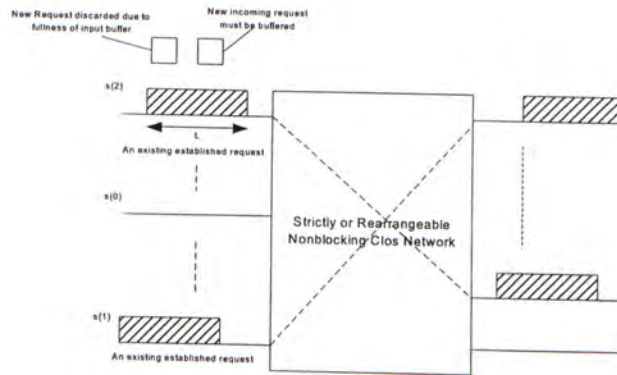 New Request discarded due to
fullness of input buffer
New incoming request
must be buffered
s(2)
L
An existing established request
s(0)
Strictly or Rearrangeable
Nonblocking Clos Network
s(1)
An existing established request